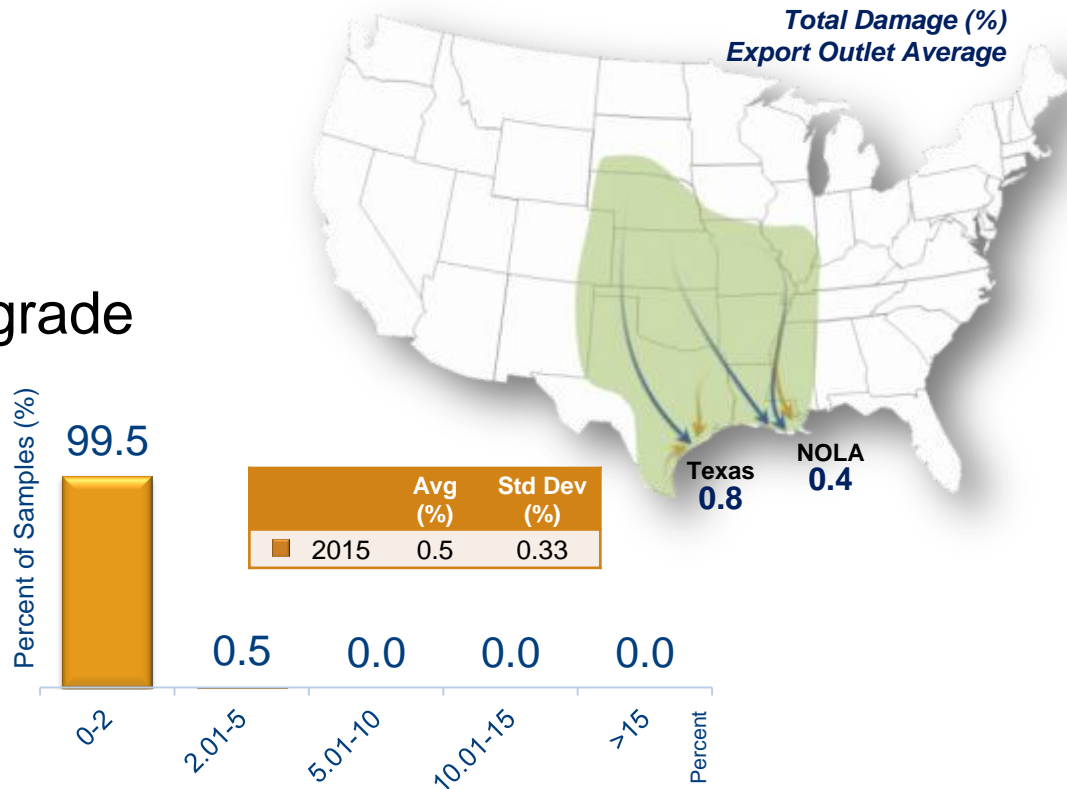 Total Damage (%)
Export Outlet Average
grade
Texas
0.8
NOLA
0.4
Avg
(%)
Std Dev
(%)
2015 0.5 0.33
Percent of Samples (%)
99.5 0.5 0.0 0.0 0.0
0-2 2.01-5 5.01-10 10.01-15 >15
Percent